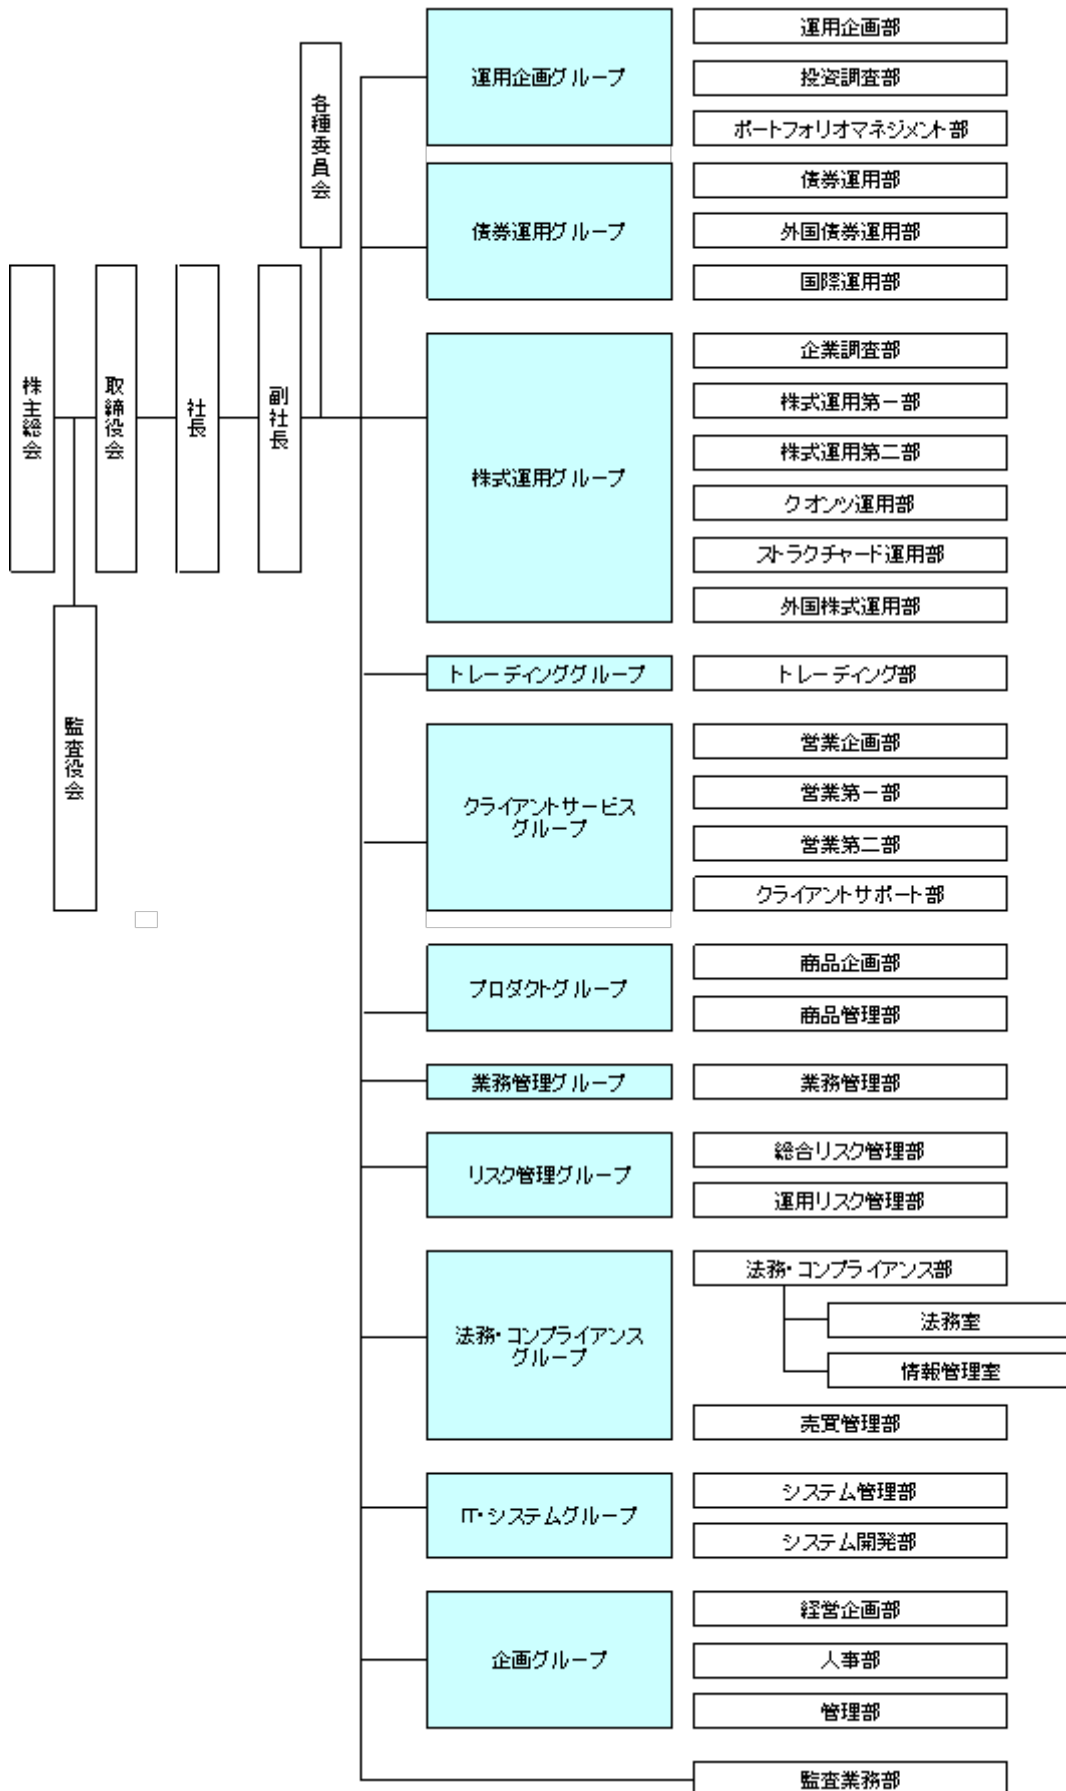 株主総会
監査役会
取締役会
社長
副社長
各種委員会
運用企画グループ
運用企画部
投資調査部
ポートフォリオマネジメント部
債券運用グループ
債券運用部
外国債券運用部
国際運用部
株式運用グループ
企業調査部
株式運用第一部
株式運用第二部
クオンツ運用部
ストラクチャード運用部
外国株式運用部
トレーディンググループ
トレーディング部
クライアントサービス
グループ
営業企画部
営業第一部
営業第二部
クライアントサポート部
プロダクトグループ
商品企画部
商品管理部
業務管理グループ
業務管理部
リスク管理グループ
総合リスク管理部
運用リスク管理部
法務・コンプライアンス
グループ
法務・コンプライアンス部
法務室
情報管理室
売買管理部
IT・システムグループ
システム管理部
システム開発部
企画グループ
経営企画部
人事部
管理部
監査業務部